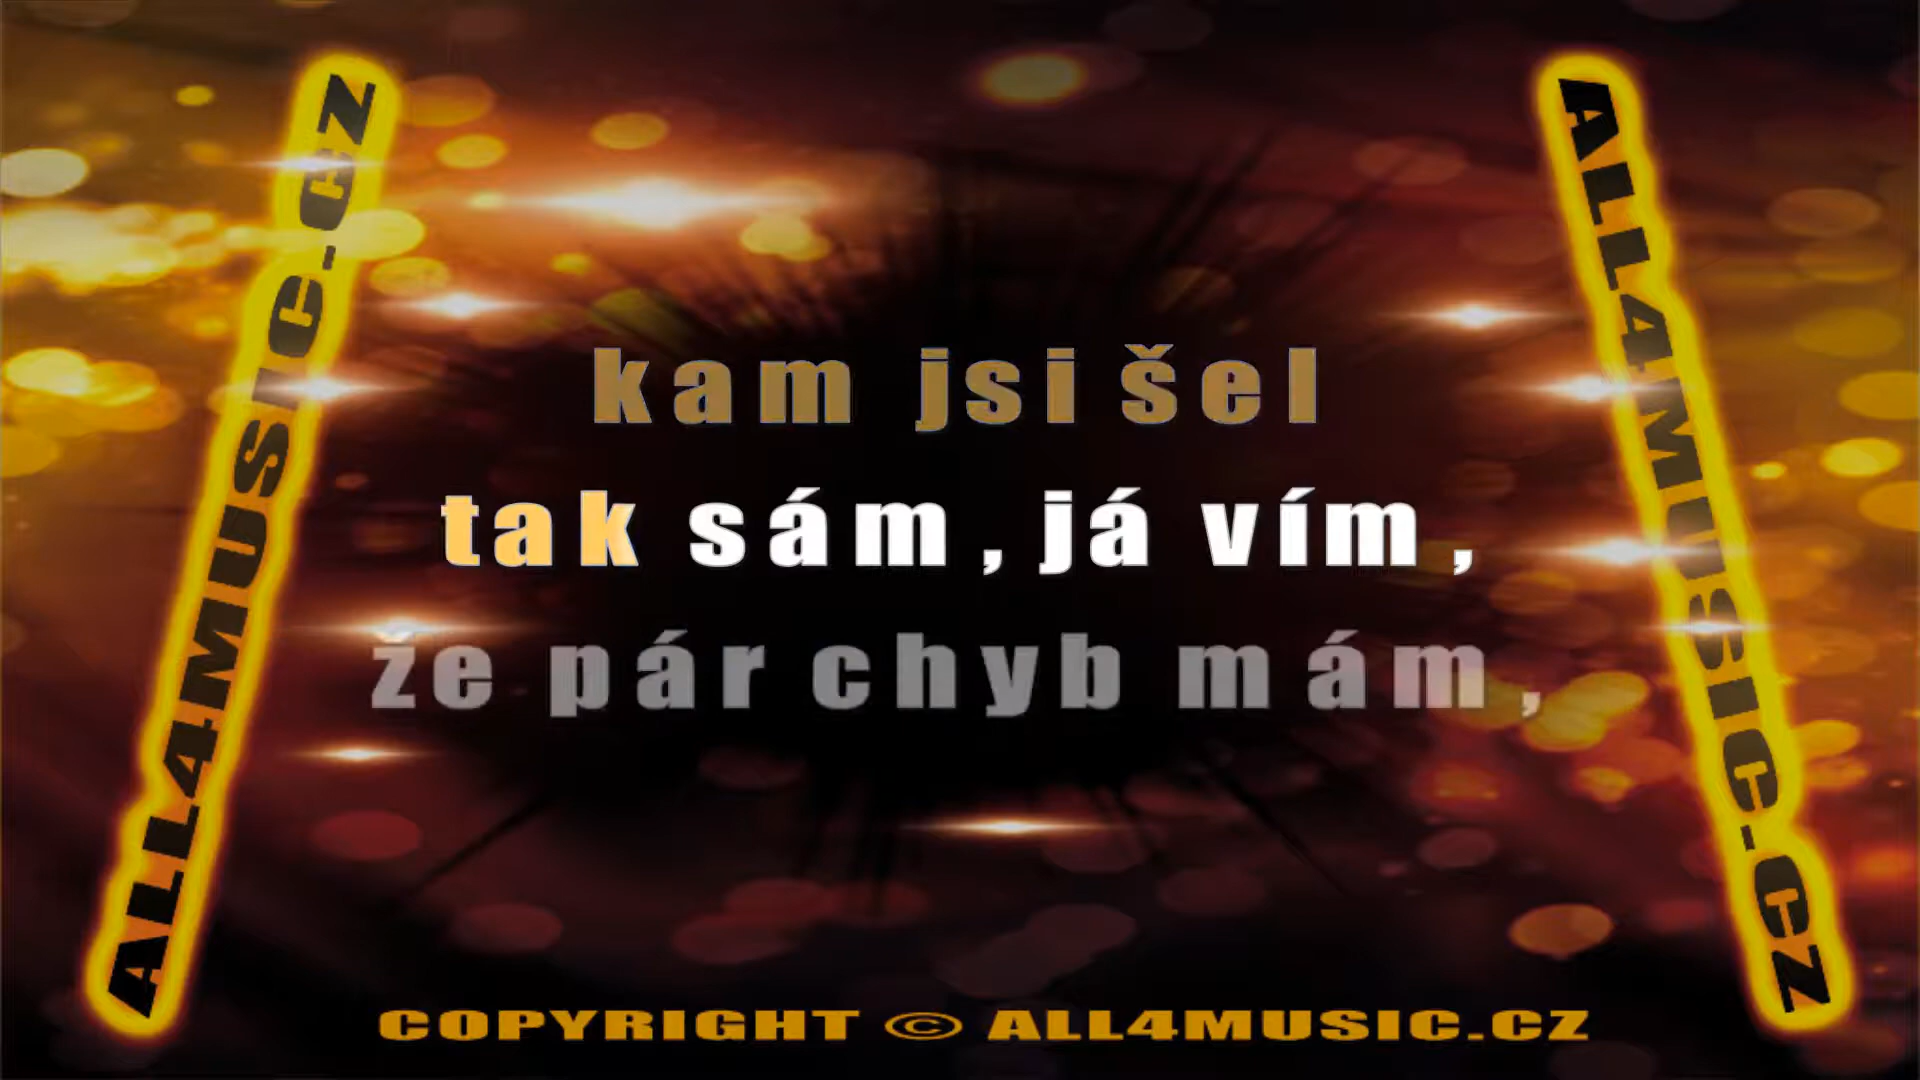 ALL4MUSIC.CZ
ALL4MUSIC.CZ
kam jsi šel
tak sám, já vím,
že pár chyb mám,
COPYRIGHT © ALL4MUSIC.CZ